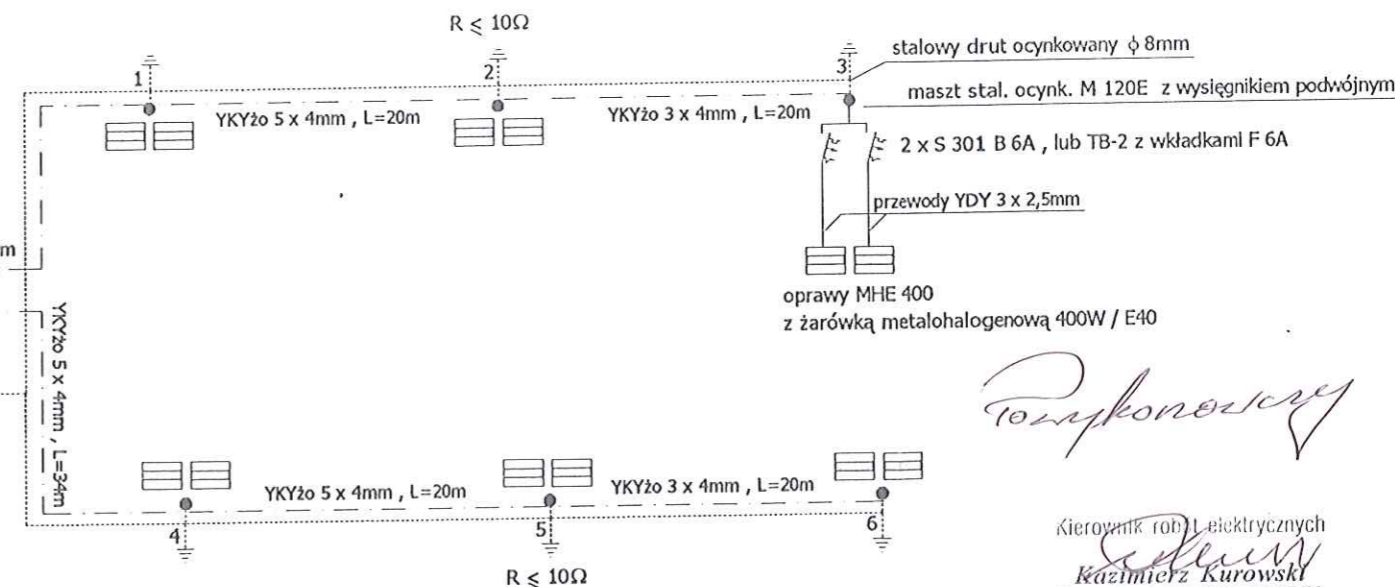 R ⩽ 10Ω
1
2
3
stalowy drut ocynkowany ϕ 8mm
maszt stal. ocynk. M 120E z wysięgnikiem podwójnym
YKYżo 5 x 4mm , L=20m
YKYżo 3 x 4mm , L=20m
2 x S 301 B 6A , lub TB-2 z wkładkami F 6A
przewody YDY 3 x 2,5mm
m
oprawy MHE 400
z żarówką metalohalogenową 400W / E40
YKYżo 5 x 4mm , L=34m
Powykonawczy
YKYżo 5 x 4mm , L=20m
YKYżo 3 x 4mm , L=20m
4
5
6
R ⩽ 10Ω
Kierownik robót elektrycznych
Kazimierz Kurowski